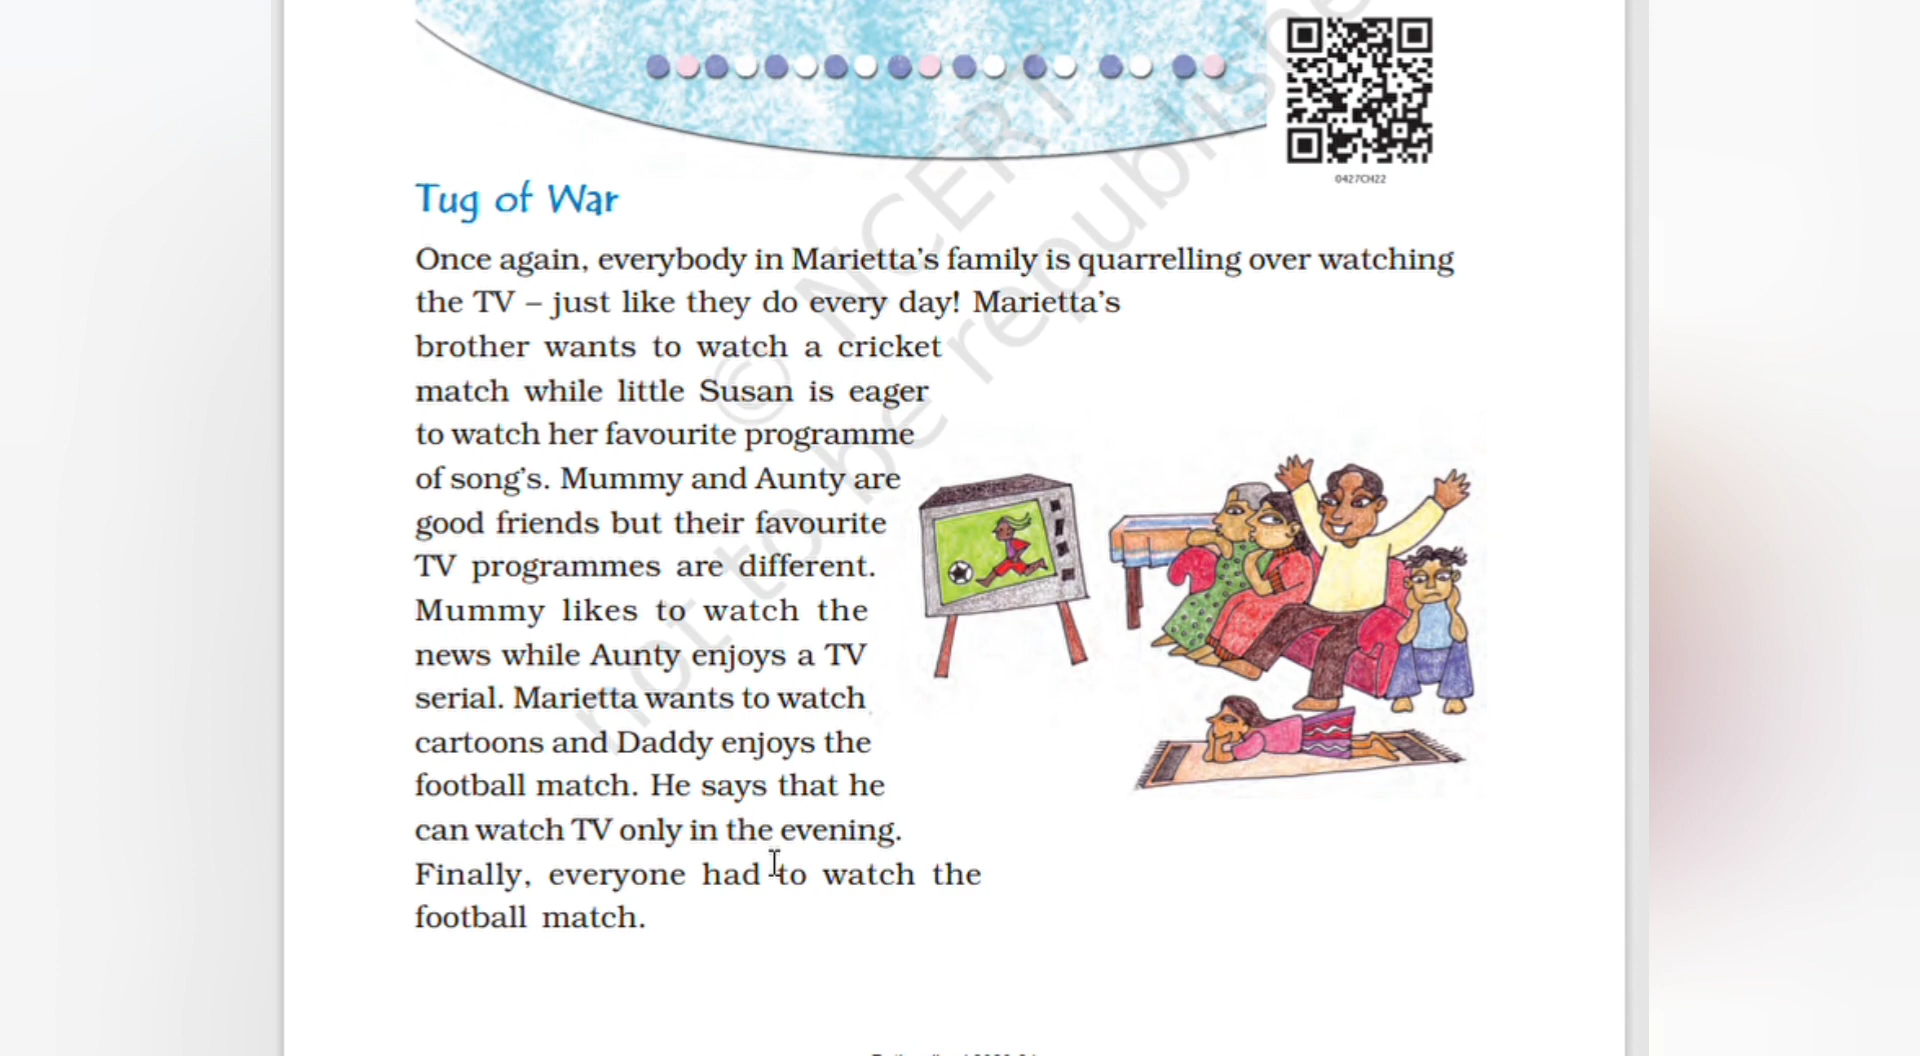 0427CH22
Tug of War
Once again, everybody in Marietta's family is quarrelling over watching
the TV – just like they do every day! Marietta's
brother wants to watch a cricket
match while little Susan is eager
to watch her favourite programme
of song's. Mummy and Aunty are
good friends but their favourite
TV programmes are different.
Mummy likes to watch the
news while Aunty enjoys a TV
serial. Marietta wants to watch
cartoons and Daddy enjoys the
football match. He says that he
can watch TV only in the evening.
Finally, everyone had to watch the
football match.
© NCERT
not to be republishe